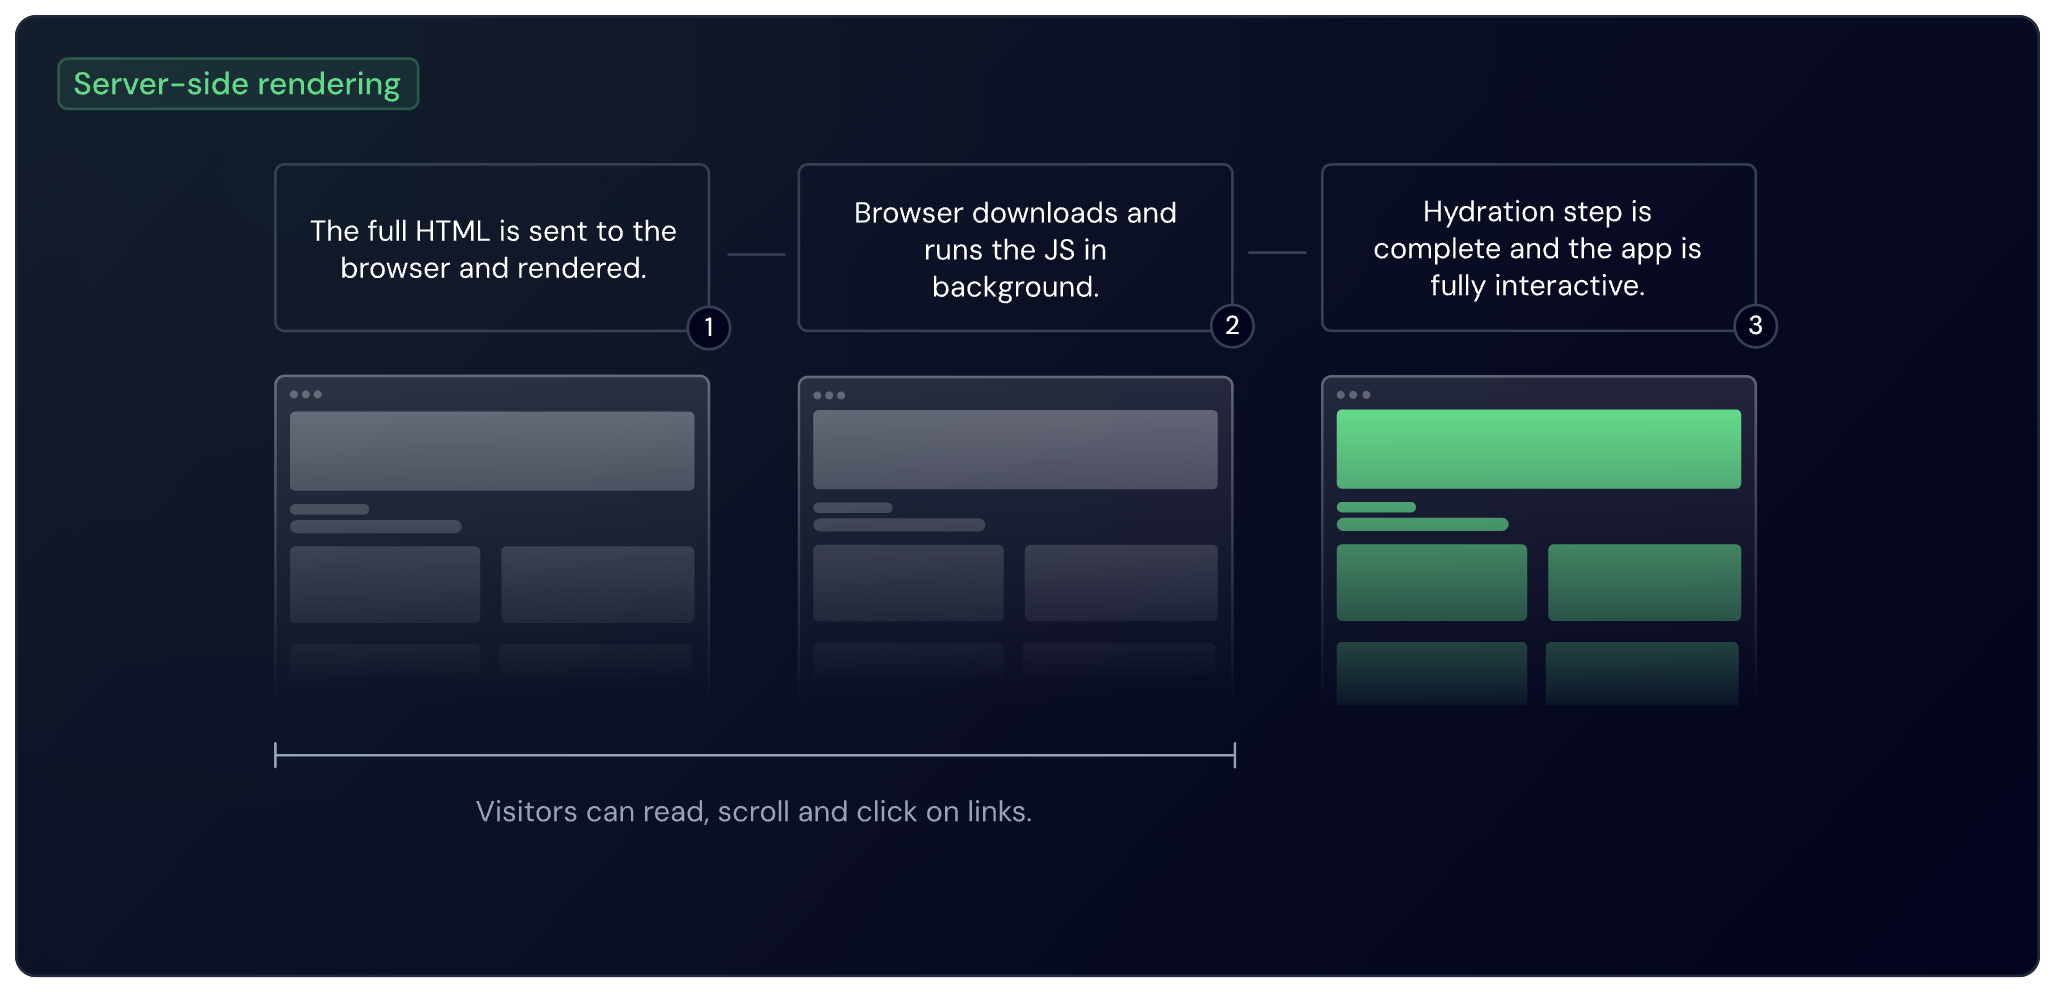 Server-side rendering
The full HTML is sent to the
browser and rendered.
1
Browser downloads and
runs the JS in
background.
2
Hydration step is
complete and the app is
fully interactive.
3
Visitors can read, scroll and click on links.